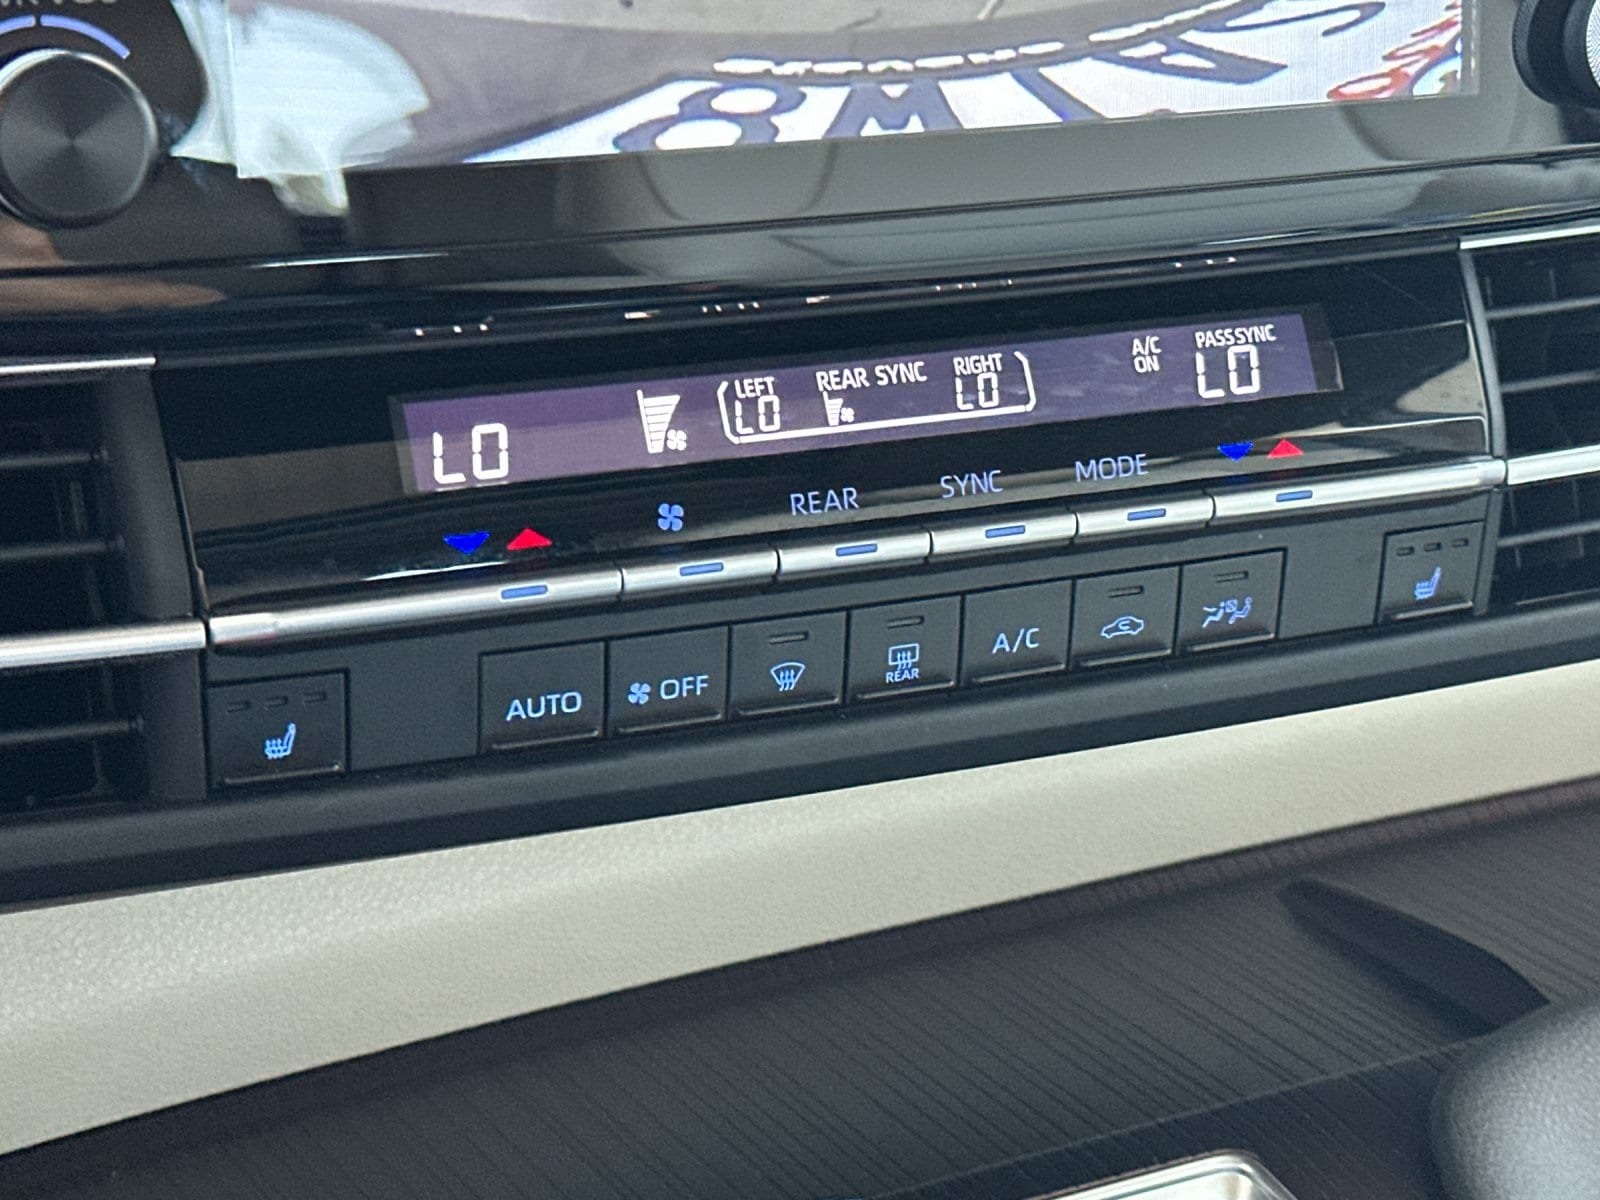 LO
LEFT
LO
REAR SYNC
RIGHT
LO
A/C
ON
PASS SYNC
LO
REAR
SYNC
MODE
AUTO
OFF
REAR
A/C